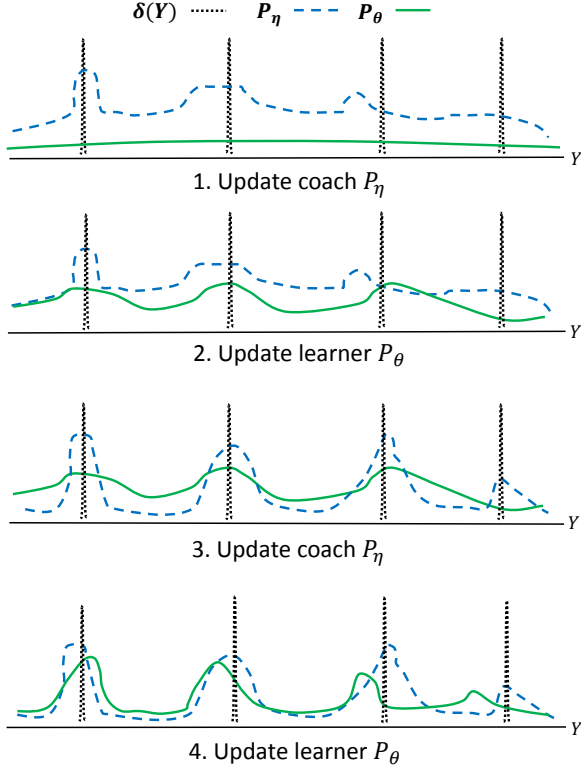 δ(Y) P_η P_θ
Y
1. Update coach P_η
Y
2. Update learner P_θ
Y
3. Update coach P_η
Y
4. Update learner P_θ